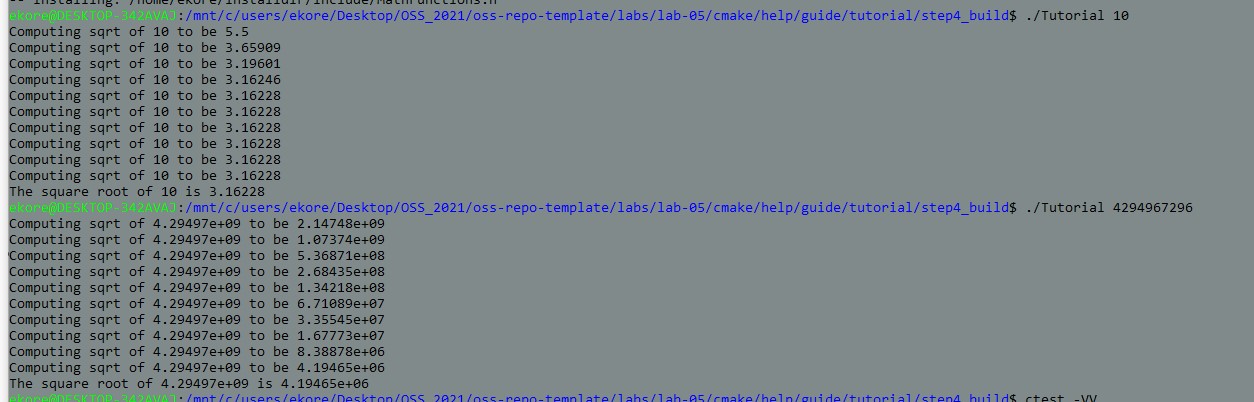 -- Installing: /home/ekore/installdir/include/MathFunctions.h
ekore@DESKTOP-342AVAJ:/mnt/c/users/ekore/Desktop/OSS_2021/oss-repo-template/labs/lab-05/cmake/help/guide/tutorial/step4_build$ ./Tutorial 10
Computing sqrt of 10 to be 5.5
Computing sqrt of 10 to be 3.65909
Computing sqrt of 10 to be 3.19601
Computing sqrt of 10 to be 3.16246
Computing sqrt of 10 to be 3.16228
Computing sqrt of 10 to be 3.16228
Computing sqrt of 10 to be 3.16228
Computing sqrt of 10 to be 3.16228
Computing sqrt of 10 to be 3.16228
Computing sqrt of 10 to be 3.16228
The square root of 10 is 3.16228
ekore@DESKTOP-342AVAJ:/mnt/c/users/ekore/Desktop/OSS_2021/oss-repo-template/labs/lab-05/cmake/help/guide/tutorial/step4_build$ ./Tutorial 4294967296
Computing sqrt of 4.29497e+09 to be 2.14748e+09
Computing sqrt of 4.29497e+09 to be 1.07374e+09
Computing sqrt of 4.29497e+09 to be 5.36871e+08
Computing sqrt of 4.29497e+09 to be 2.68435e+08
Computing sqrt of 4.29497e+09 to be 1.34218e+08
Computing sqrt of 4.29497e+09 to be 6.71089e+07
Computing sqrt of 4.29497e+09 to be 3.35545e+07
Computing sqrt of 4.29497e+09 to be 1.67773e+07
Computing sqrt of 4.29497e+09 to be 8.38878e+06
Computing sqrt of 4.29497e+09 to be 4.19465e+06
The square root of 4.29497e+09 is 4.19465e+06
ekore@DESKTOP-342AVAJ:/mnt/c/users/ekore/Desktop/OSS_2021/oss-repo-template/labs/lab-05/cmake/help/guide/tutorial/step4_build$ ctest -VV